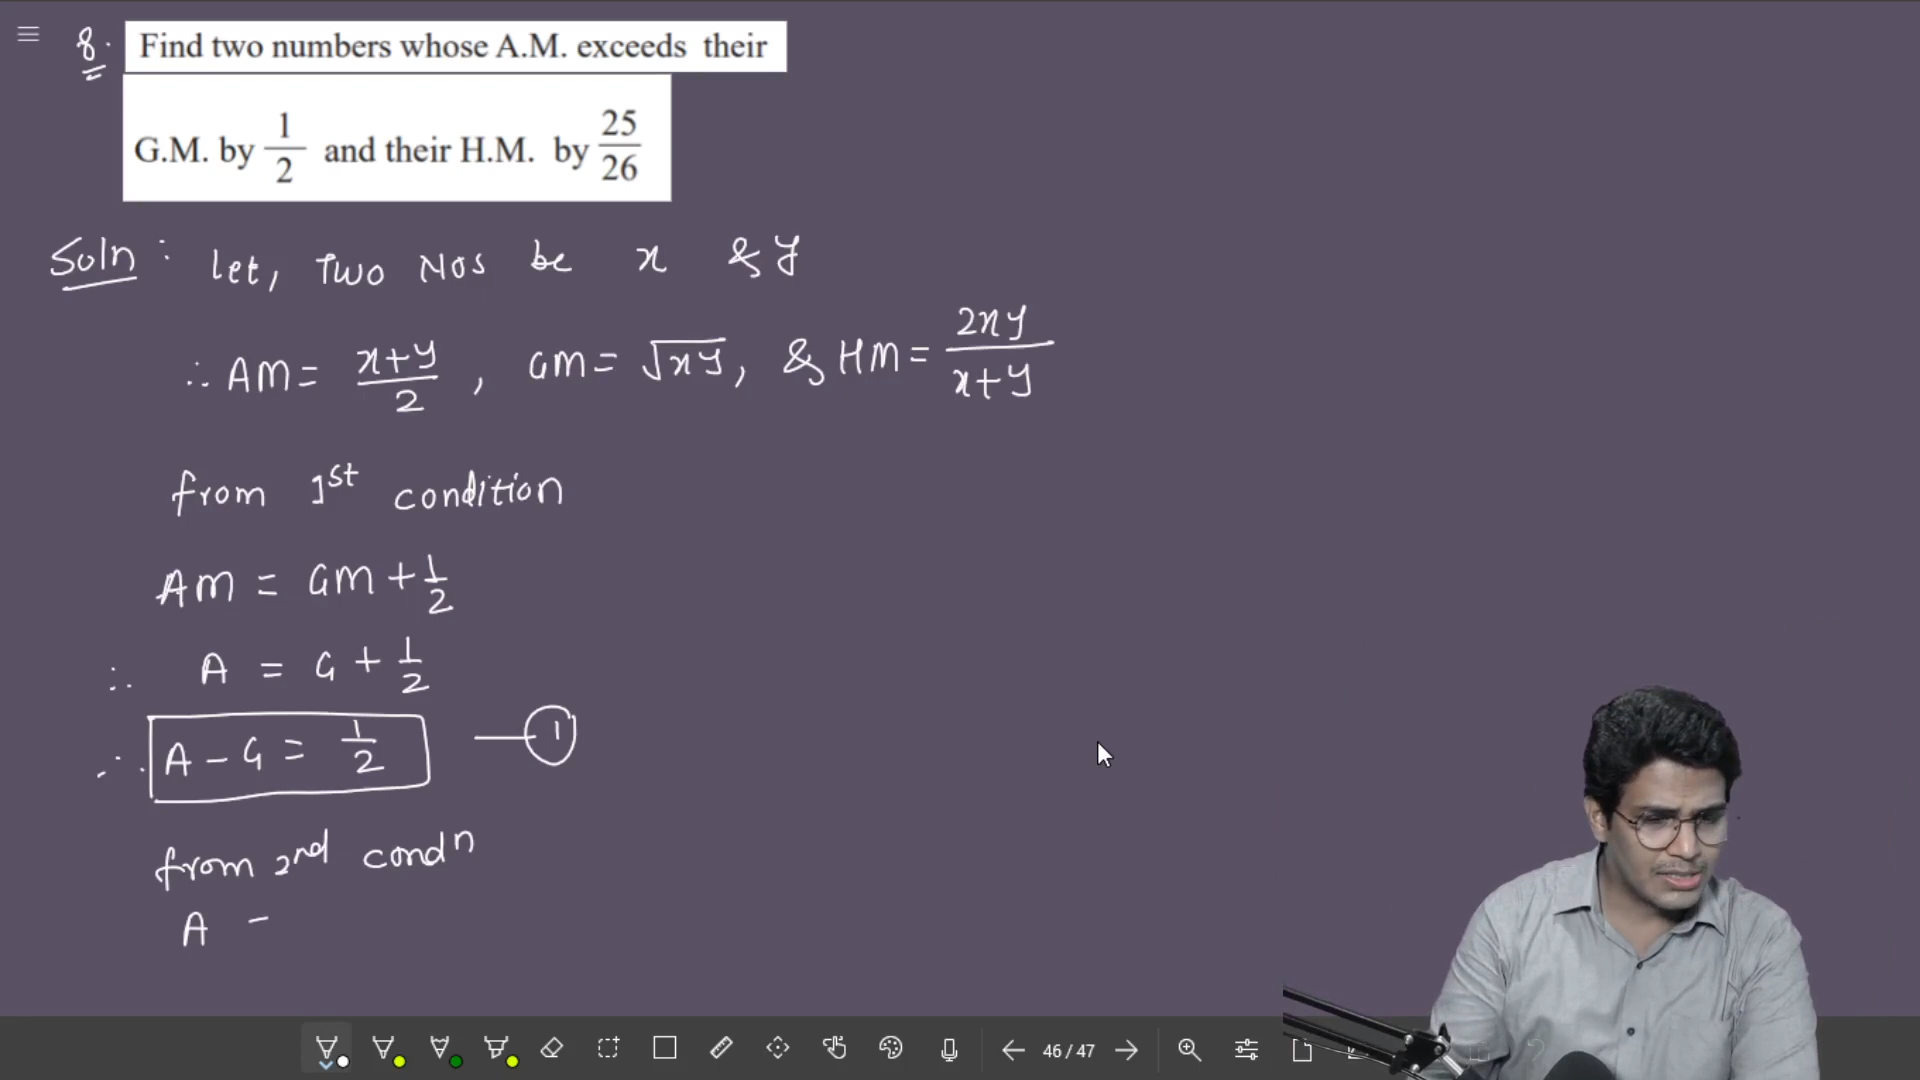 8. Find two numbers whose A.M. exceeds their
G.M. by 1/2 and their H.M. by 25/26
Soln : let, Two Nos be x & y
∴ AM = x+y/2 , GM = √xy, & HM = 2xy/x+y
from 1st condition
AM = GM + 1/2
∴ A = G + 1/2
∴ A - G = 1/2 — 1
from 2nd condn
A -
46 / 47